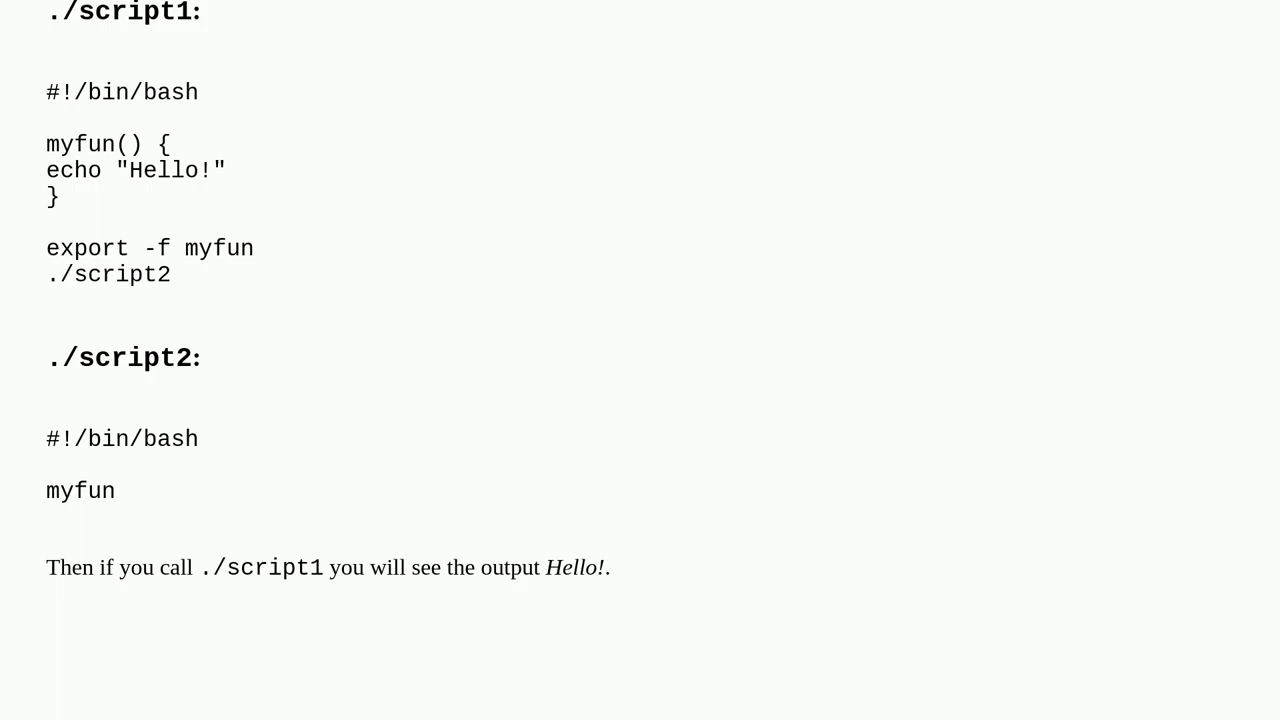 ./script1:
#!/bin/bash
myfun() {
echo "Hello!"
}
export -f myfun
./script2
./script2:
#!/bin/bash
myfun
Then if you call ./script1 you will see the output Hello!.